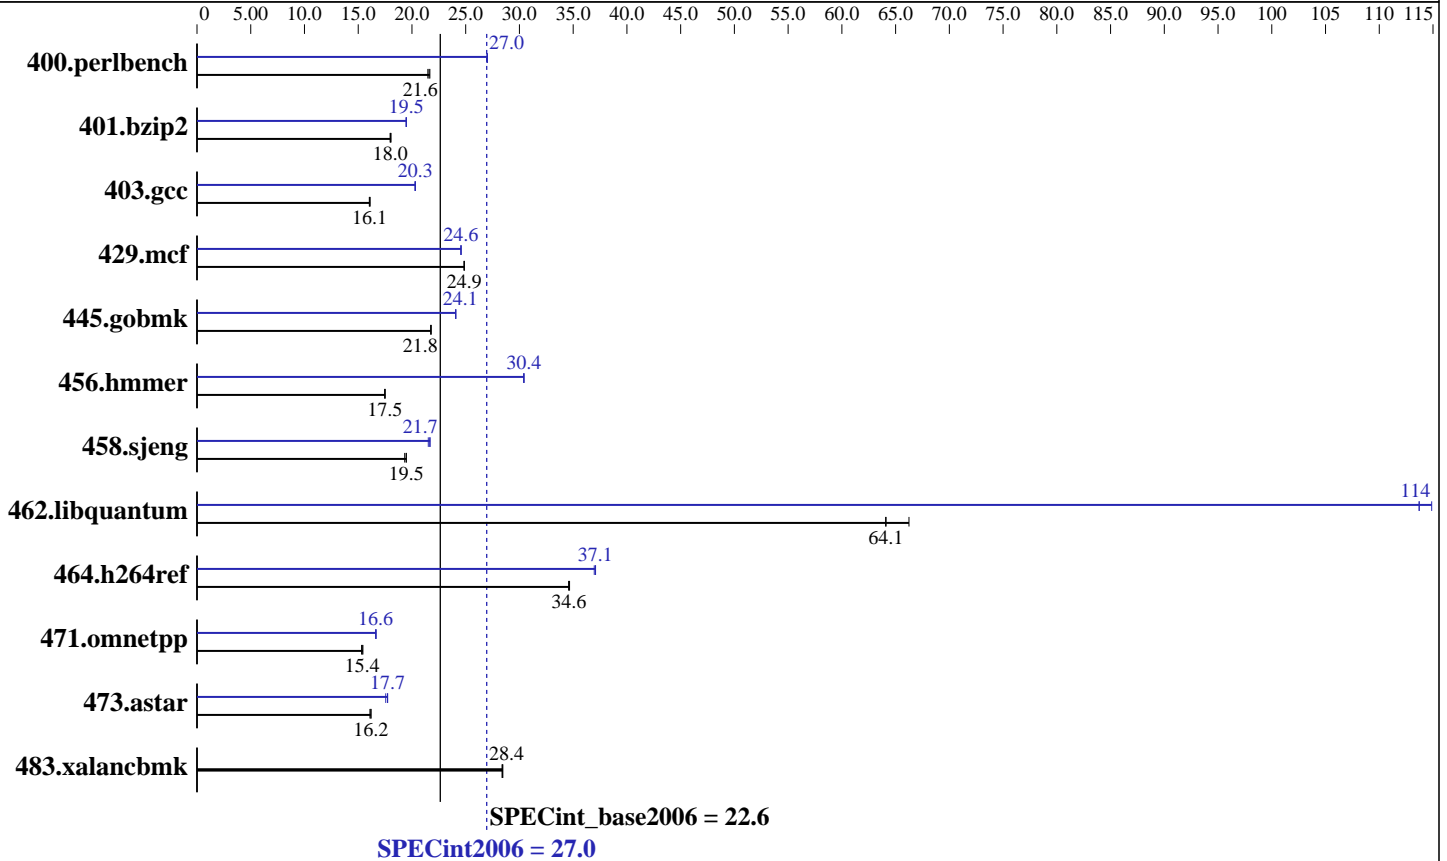 0 5.00 10.0 15.0 20.0 25.0 30.0 35.0 40.0 45.0 50.0 55.0 60.0 65.0 70.0 75.0 80.0 85.0 90.0 95.0 100 105 110 115
27.0
400.perlbench
21.6
19.5
401.bzip2
18.0
20.3
403.gcc
16.1
24.6
429.mcf
24.9
24.1
445.gobmk
21.8
30.4
456.hmmer
17.5
21.7
458.sjeng
19.5
114
462.libquantum
64.1
37.1
464.h264ref
34.6
16.6
471.omnetpp
15.4
17.7
473.astar
16.2
28.4
483.xalancbmk
SPECint_base2006 = 22.6
SPECint2006 = 27.0